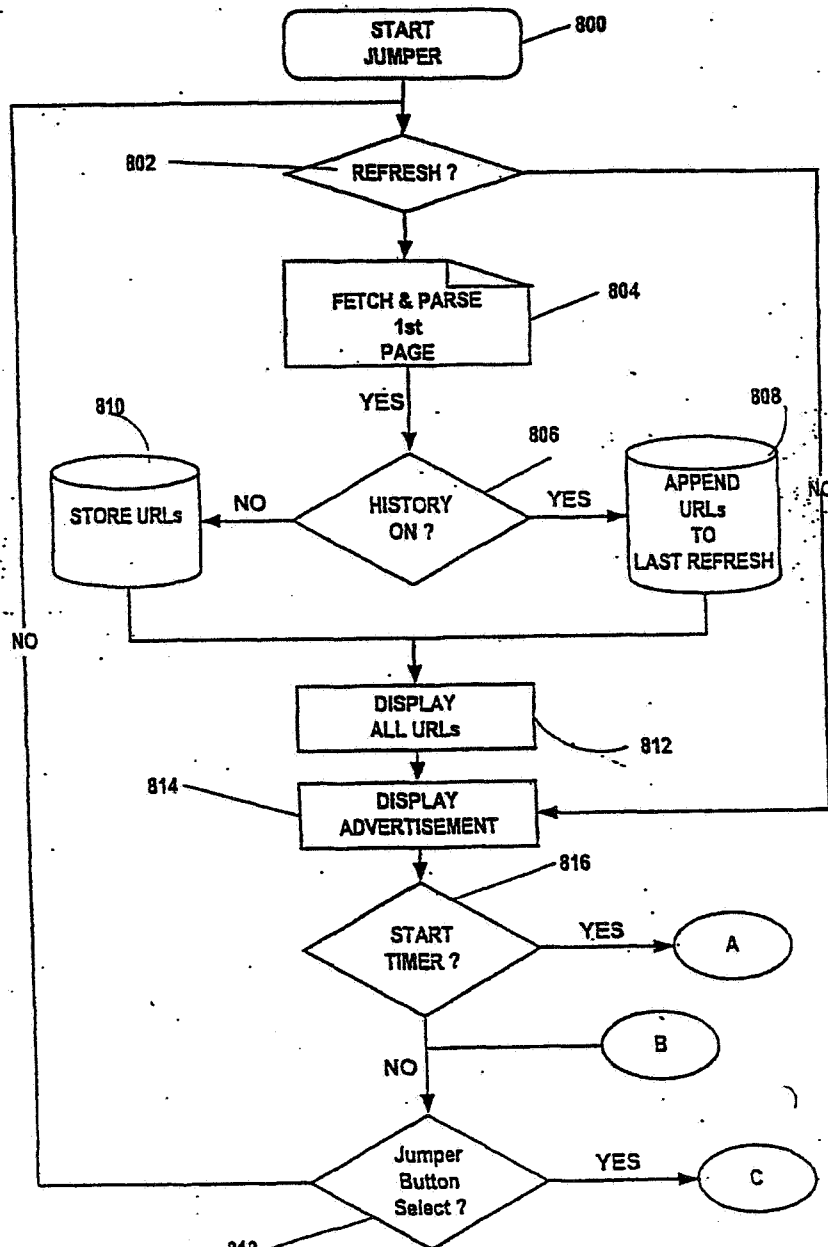 START
JUMPER
800
802
REFRESH ?
FETCH & PARSE
1st
PAGE
804
YES
810
808
806
STORE URLs
NO
HISTORY
ON ?
YES
APPEND
URLs
TO
LAST REFRESH
NO
NO
DISPLAY
ALL URLs
812
814
DISPLAY
ADVERTISEMENT
816
START
TIMER ?
YES
A
B
NO
Jumper
Button
Select ?
YES
C